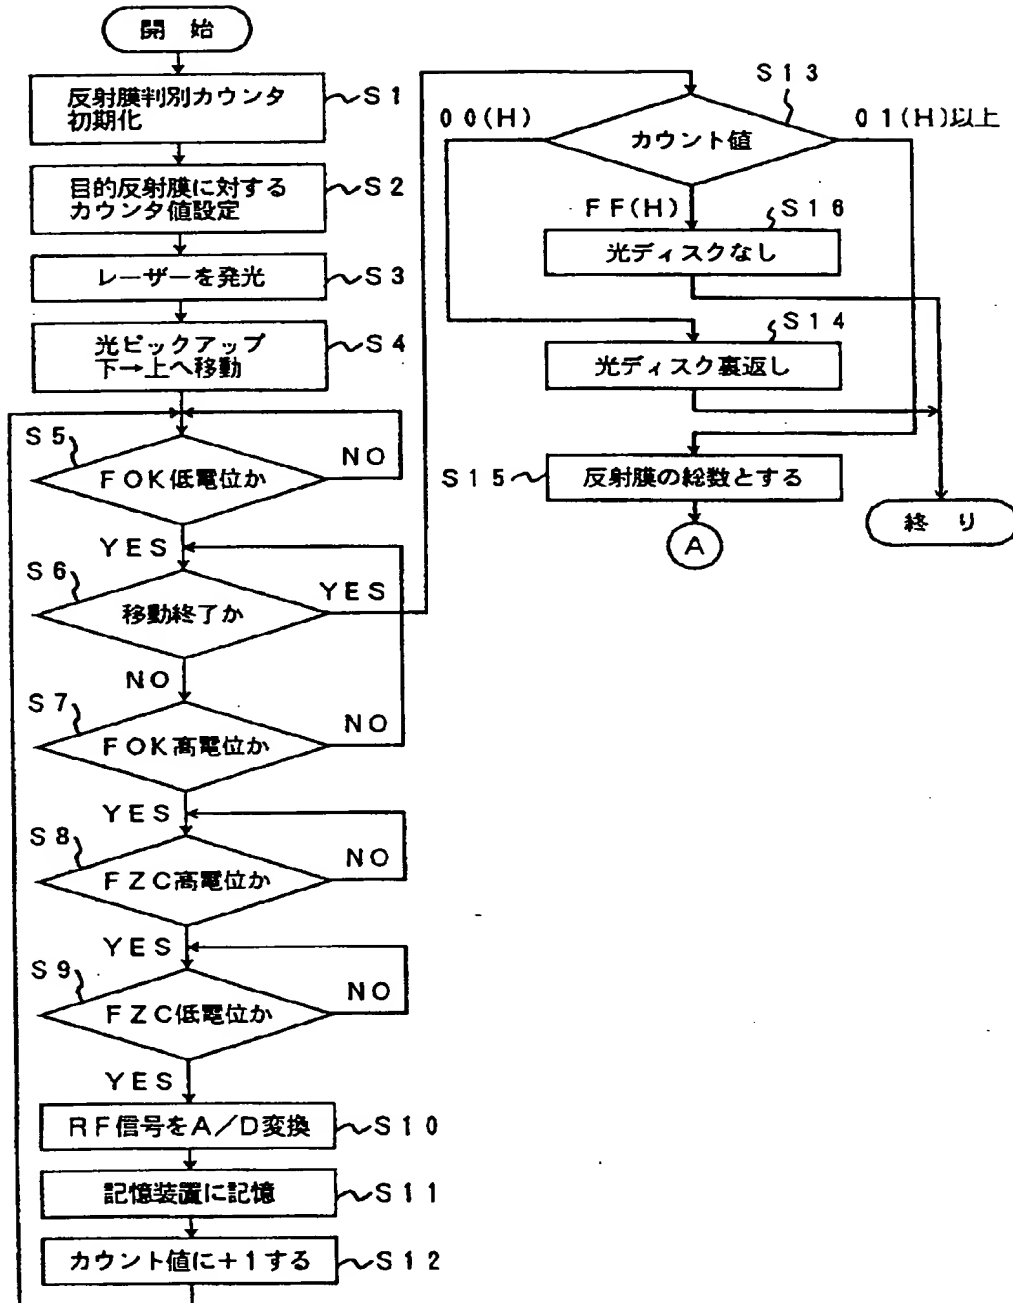 開 始
反射膜判別カウンタ
初期化
S1
目的反射膜に対する
カウンタ値設定
S2
レーザーを発光
S3
光ピックアップ
下→上へ移動
S4
S5
FOK低電位か
NO
YES
S6
移動終了か
YES
NO
S7
FOK高電位か
NO
YES
S8
FZC高電位か
NO
YES
S9
FZC低電位か
NO
YES
RF信号をA/D変換
S10
記憶装置に記憶
S11
カウント値に+1する
S12
S13
00(H)
カウント値
01(H)以上
FF(H)
S16
光ディスクなし
S14
光ディスク裏返し
S15
反射膜の総数とする
A
終 り